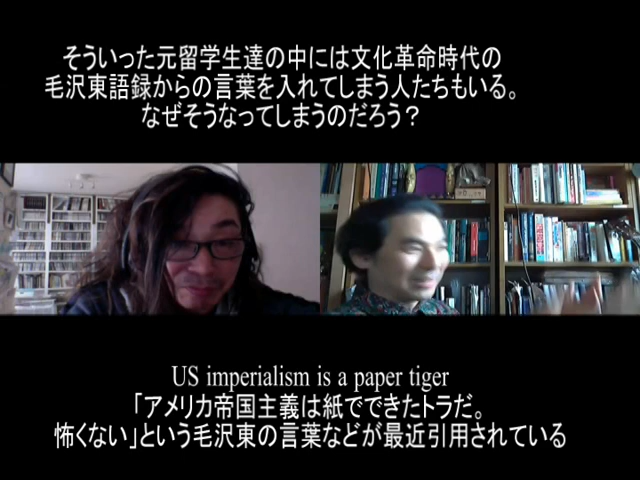 そういった元留学生達の中には文化革命時代の
毛沢東語録からの言葉を入れてしまう人たちもいる。
なぜそうなってしまうのだろう？
US imperialism is a paper tiger
「アメリカ帝国主義は紙でできたトラだ。
怖くない」という毛沢東の言葉などが最近引用されている